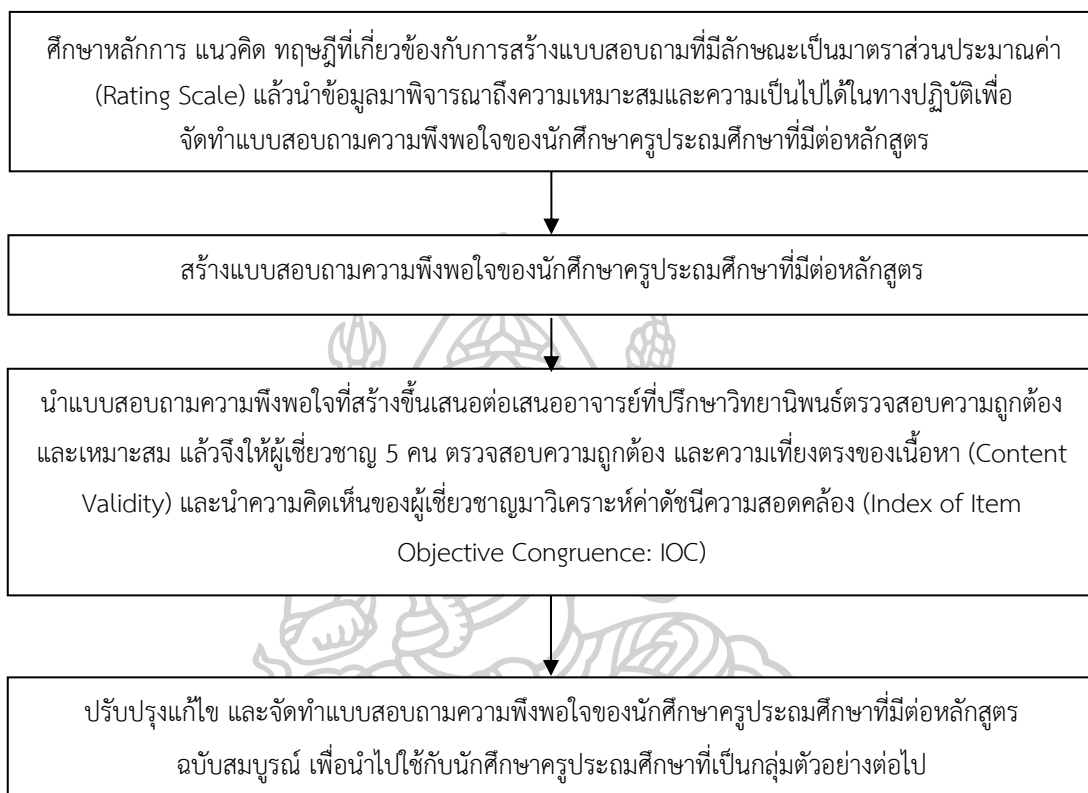 ศึกษาหลักการ แนวคิด ทฤษฎีที่เกี่ยวข้องกับการสร้างแบบสอบถามที่มีลักษณะเป็นมาตราส่วนประมาณค่า
(Rating Scale) แล้วนำข้อมูลมาพิจารณาถึงความเหมาะสมและความเป็นไปได้ในทางปฏิบัติเพื่อ
จัดทำแบบสอบถามความพึงพอใจของนักศึกษาครูประถมศึกษาที่มีต่อหลักสูตร
สร้างแบบสอบถามความพึงพอใจของนักศึกษาครูประถมศึกษาที่มีต่อหลักสูตร
นำแบบสอบถามความพึงพอใจที่สร้างขึ้นเสนอต่อเสนออาจารย์ที่ปรึกษาวิทยานิพนธ์ตรวจสอบความถูกต้อง
และเหมาะสม แล้วจึงให้ผู้เชี่ยวชาญ 5 คน ตรวจสอบความถูกต้อง และความเที่ยงตรงของเนื้อหา (Content
Validity) และนำความคิดเห็นของผู้เชี่ยวชาญมาวิเคราะห์ค่าดัชนีความสอดคล้อง (Index of Item
Objective Congruence: IOC)
ปรับปรุงแก้ไข และจัดทำแบบสอบถามความพึงพอใจของนักศึกษาครูประถมศึกษาที่มีต่อหลักสูตร
ฉบับสมบูรณ์ เพื่อนำไปใช้กับนักศึกษาครูประถมศึกษาที่เป็นกลุ่มตัวอย่างต่อไป